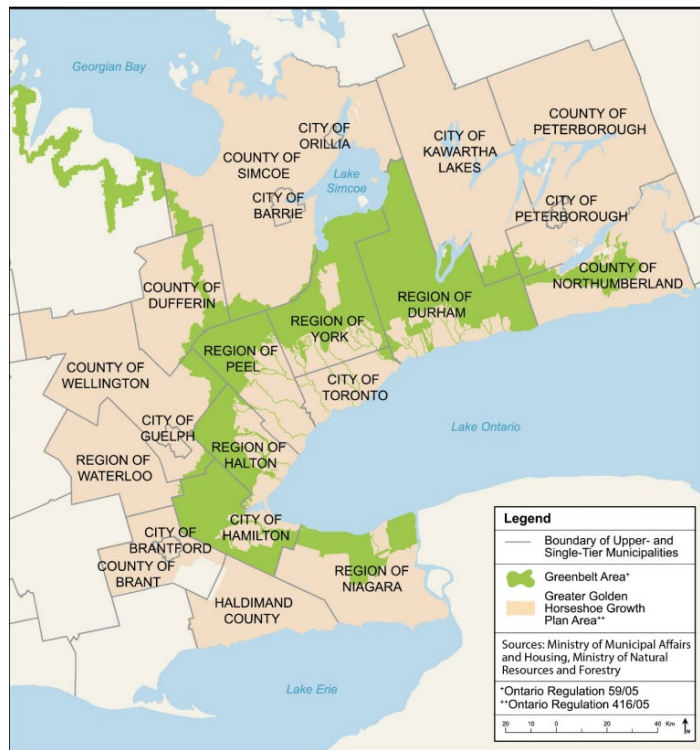 Georgian Bay
CITY OF
ORILLIA
COUNTY OF
PETERBOROUGH
CITY OF
KAWARTHA
LAKES
COUNTY OF
SIMCOE
Lake
Simcoe
CITY OF
BARRIE
CITY OF
PETERBOROUGH
COUNTY OF
DUFFERIN
COUNTY OF
NORTHUMBERLAND
REGION OF
DURHAM
REGION OF
YORK
REGION OF
PEEL
COUNTY OF
WELLINGTON
CITY OF
TORONTO
CITY OF
GUELPH
Lake Ontario
REGION OF
HALTON
REGION OF
WATERLOO
CITY OF
HAMILTON
CITY OF
BRANTFORD
COUNTY OF
BRANT
REGION OF
NIAGARA
HALDIMAND
COUNTY
Lake Erie
Legend
Boundary of Upper- and
Single-Tier Municipalities
Greenbelt Area+
Greater Golden
Horseshoe Growth
Plan Area++
Sources: Ministry of Municipal Affairs
and Housing, Ministry of Natural
Resources and Forestry
+Ontario Regulation 59/05
++Ontario Regulation 416/05
20 10 0 20 40 Km
N